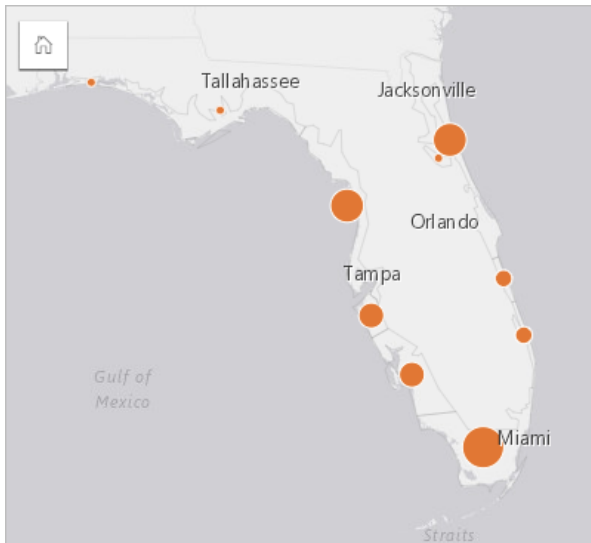 Tallahassee
Jacksonville
Orlando
Tampa
Gulf of
Mexico
Miami
Straits